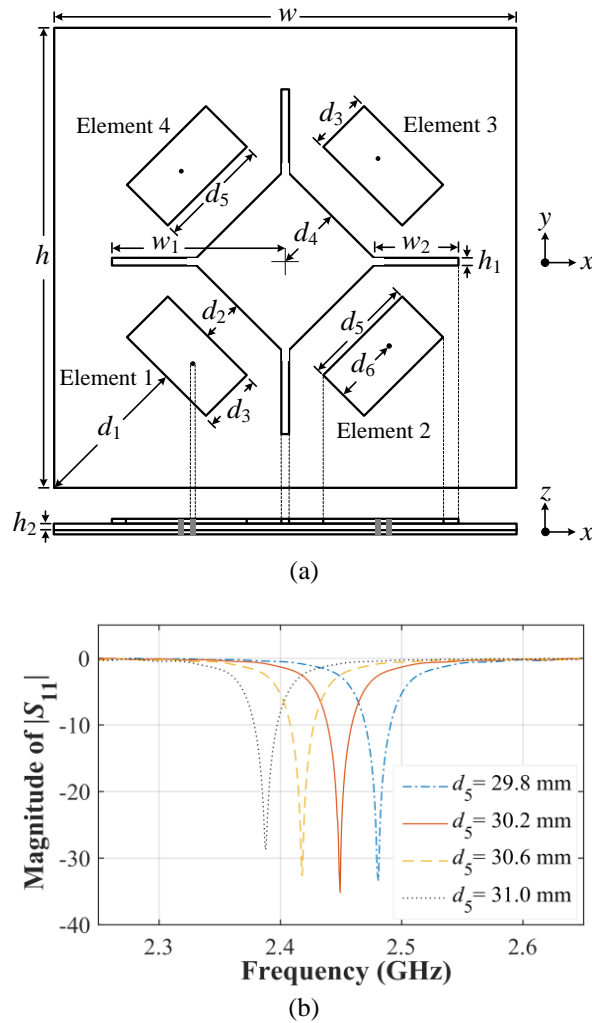 w
Element 4
Element 3
d3
d5
d4
w1
w2
h
h1
y
x
d2
d5
Element 1
d6
d3
Element 2
d1
z
h2
x
(a)
Magnitude of |S11|
0
-10
-20
-30
-40
d5= 29.8 mm
d5= 30.2 mm
d5= 30.6 mm
d5= 31.0 mm
2.3
2.4
2.5
2.6
Frequency (GHz)
(b)